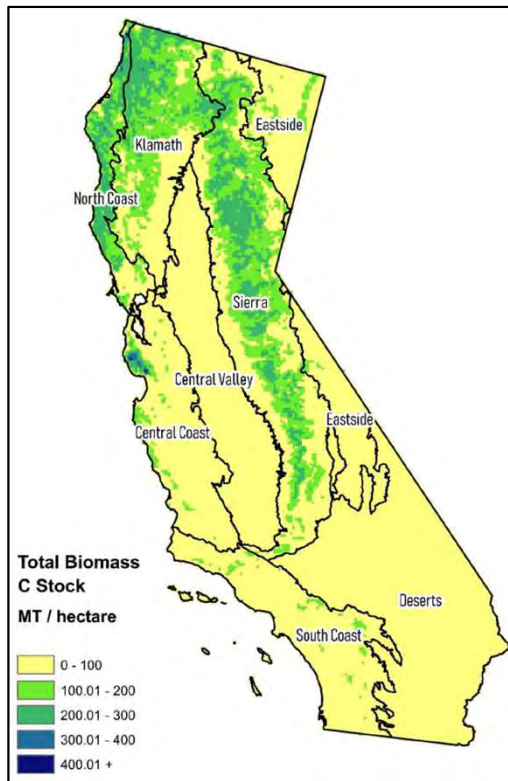 Eastside
Klamath
North Coast
Sierra
Central Valley
Eastside
Central Coast
Total Biomass
C Stock
MT / hectare
Deserts
South Coast
0 - 100
100.01 - 200
200.01 - 300
300.01 - 400
400.01 +